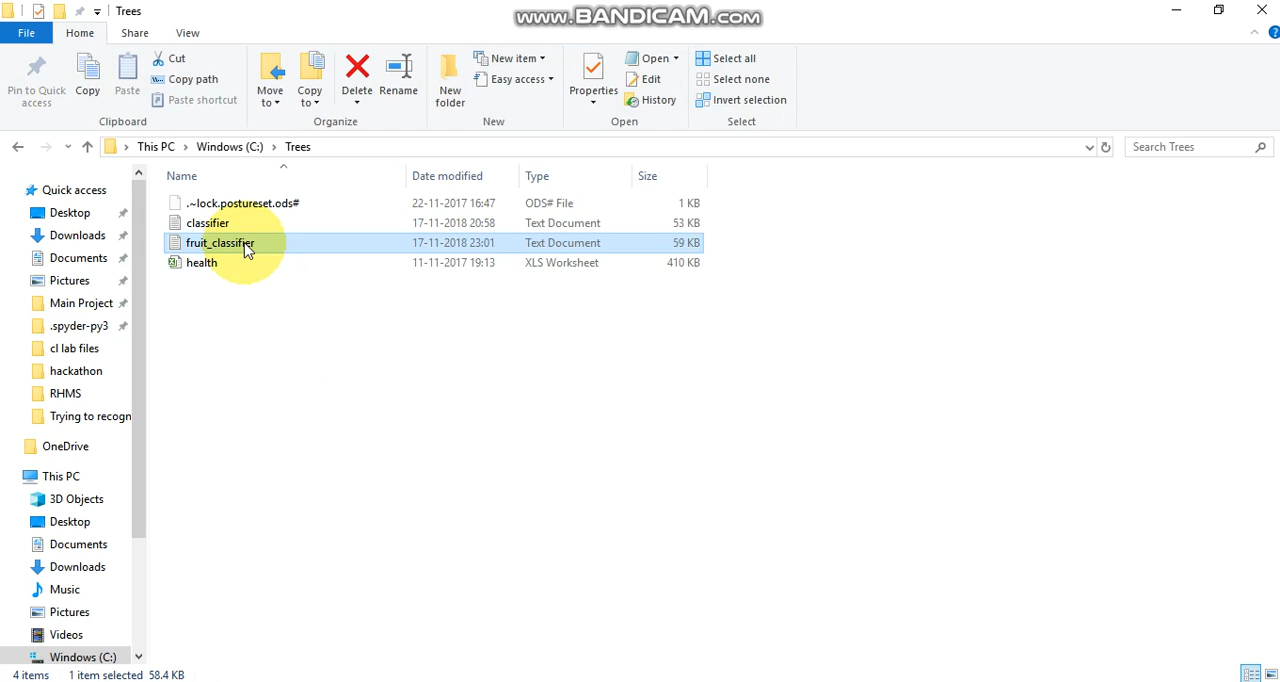 Trees
www.BANDICAM.com
File
Home
Share
View
Pin to Quick access
Copy
Paste
Cut
Copy path
Paste shortcut
Clipboard
Move to
Copy to
Delete
Rename
Organize
New folder
New item
Easy access
New
Properties
Open
Edit
History
Open
Select all
Select none
Invert selection
Select
This PC
Windows (C:)
Trees
Search Trees
Name
Date modified
Type
Size
.~lock.postureset.ods# 22-11-2017 16:47 ODS# File 1 KB
classifier 17-11-2018 20:58 Text Document 53 KB
fruit_classifier 17-11-2018 23:01 Text Document 59 KB
health 11-11-2017 19:13 XLS Worksheet 410 KB
Quick access
Desktop
Downloads
Documents
Pictures
Main Project
.spyder-py3
cl lab files
hackathon
RHMS
Trying to recogn
OneDrive
This PC
3D Objects
Desktop
Documents
Downloads
Music
Pictures
Videos
Windows (C:)
4 items 1 item selected 58.4 KB